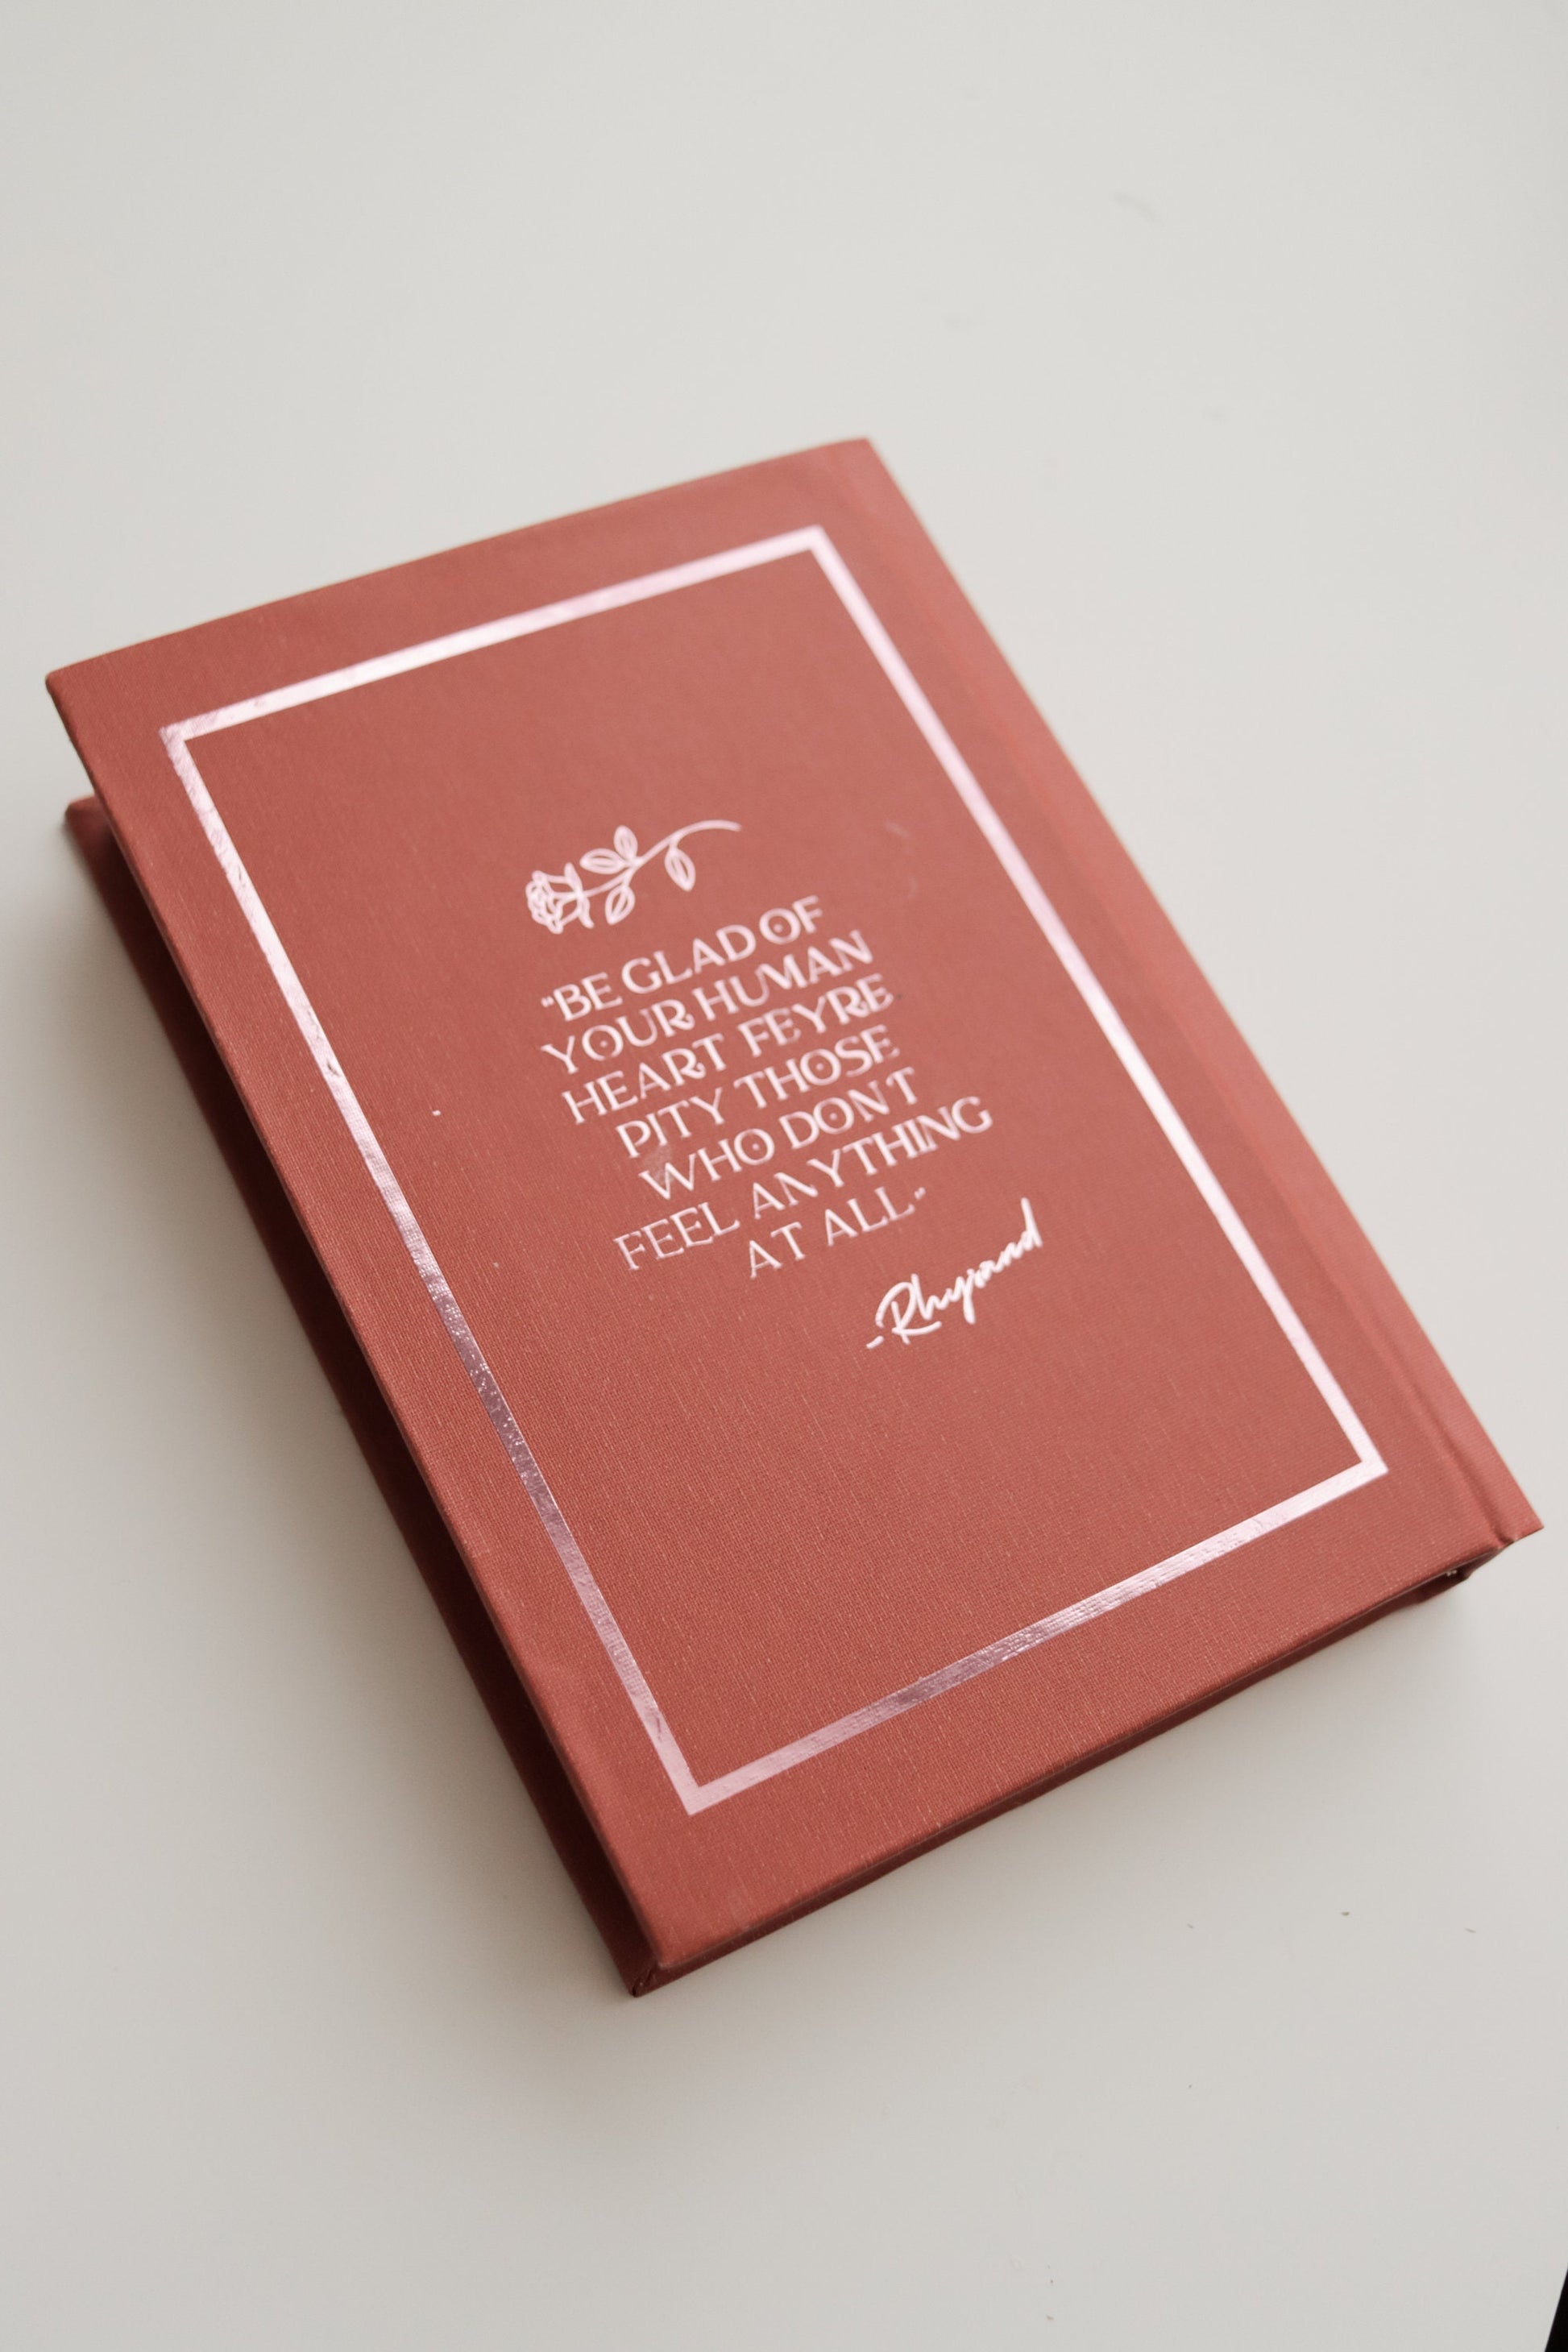 “BE GLAD OF
YOUR HUMAN
HEART FEYRE
PITY THOSE
WHO DON'T
FEEL ANYTHING
AT ALL”
-Rhysand